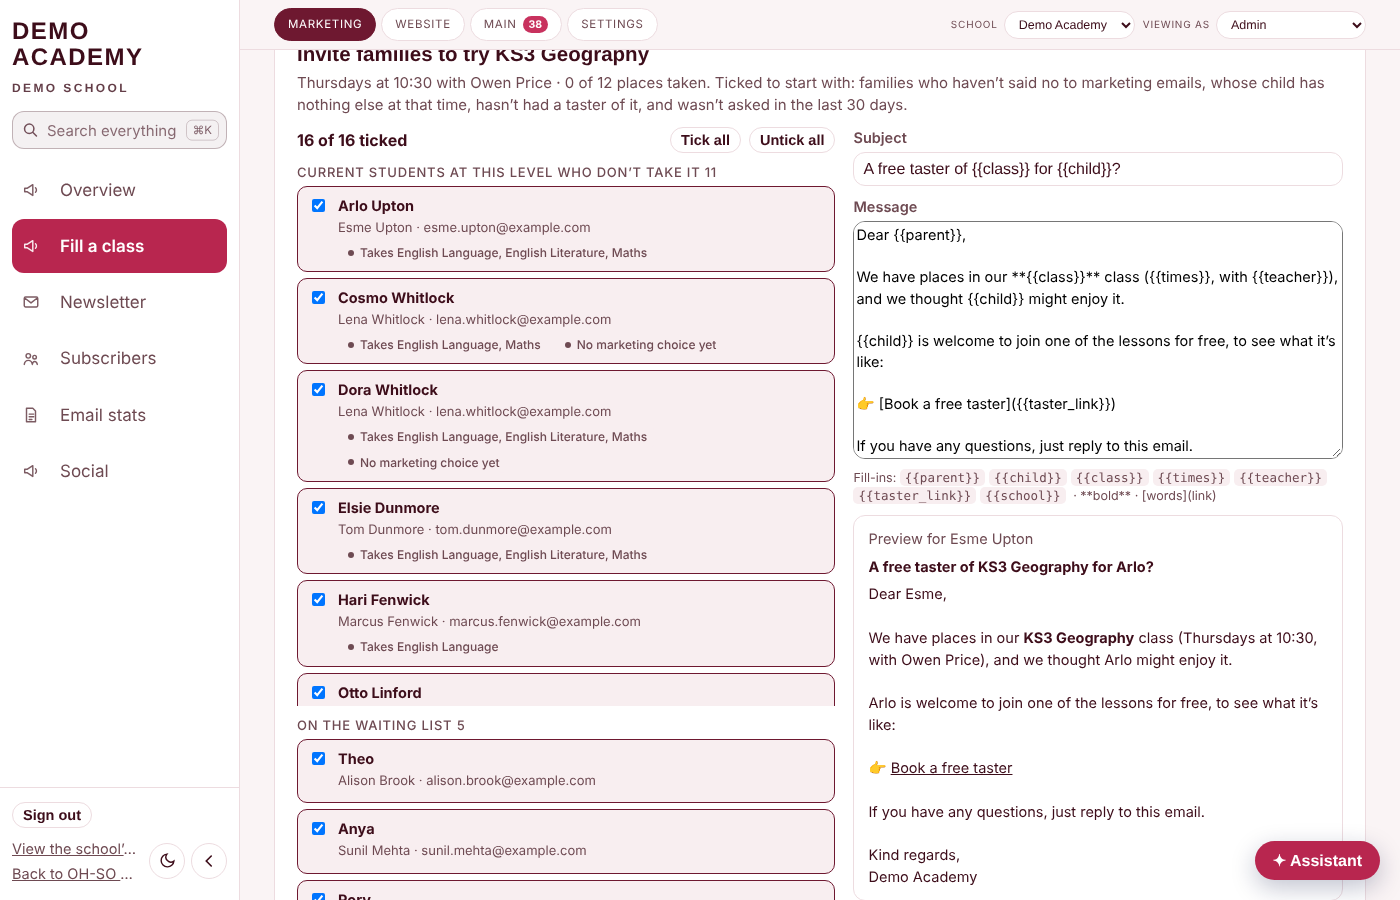 DEMO
ACADEMY
DEMO SCHOOL
Search everything ⌘K
Overview
Fill a class
Newsletter
Subscribers
Email stats
Social
Sign out
View the school’...
Back to OH-SO ...
MARKETING WEBSITE MAIN 38 SETTINGS
SCHOOL Demo Academy VIEWING AS Admin
Invite families to try KS3 Geography
Thursdays at 10:30 with Owen Price · 0 of 12 places taken. Ticked to start with: families who haven’t said no to marketing emails, whose child has
nothing else at that time, hasn’t had a taster of it, and wasn’t asked in the last 30 days.
16 of 16 ticked Tick all Untick all
CURRENT STUDENTS AT THIS LEVEL WHO DON’T TAKE IT 11
Arlo Upton
Esme Upton · esme.upton@example.com
Takes English Language, English Literature, Maths
Cosmo Whitlock
Lena Whitlock · lena.whitlock@example.com
Takes English Language, Maths No marketing choice yet
Dora Whitlock
Lena Whitlock · lena.whitlock@example.com
Takes English Language, English Literature, Maths
No marketing choice yet
Elsie Dunmore
Tom Dunmore · tom.dunmore@example.com
Takes English Language, English Literature, Maths
Hari Fenwick
Marcus Fenwick · marcus.fenwick@example.com
Takes English Language
Otto Linford
ON THE WAITING LIST 5
Theo
Alison Brook · alison.brook@example.com
Anya
Sunil Mehta · sunil.mehta@example.com
Rory
Subject
A free taster of {{class}} for {{child}}?
Message
Dear {{parent}},
We have places in our **{{class}}** class ({{times}}, with {{teacher}}),
and we thought {{child}} might enjoy it.
{{child}} is welcome to join one of the lessons for free, to see what it’s
like:
👉 [Book a free taster]({{taster_link}})
If you have any questions, just reply to this email.
Fill-ins: {{parent}} {{child}} {{class}} {{times}} {{teacher}}
{{taster_link}} {{school}} · **bold** · [words](link)
Preview for Esme Upton
A free taster of KS3 Geography for Arlo?
Dear Esme,
We have places in our KS3 Geography class (Thursdays at 10:30,
with Owen Price), and we thought Arlo might enjoy it.
Arlo is welcome to join one of the lessons for free, to see what it’s
like:
👉 Book a free taster
If you have any questions, just reply to this email.
Kind regards,
Demo Academy
✦ Assistant